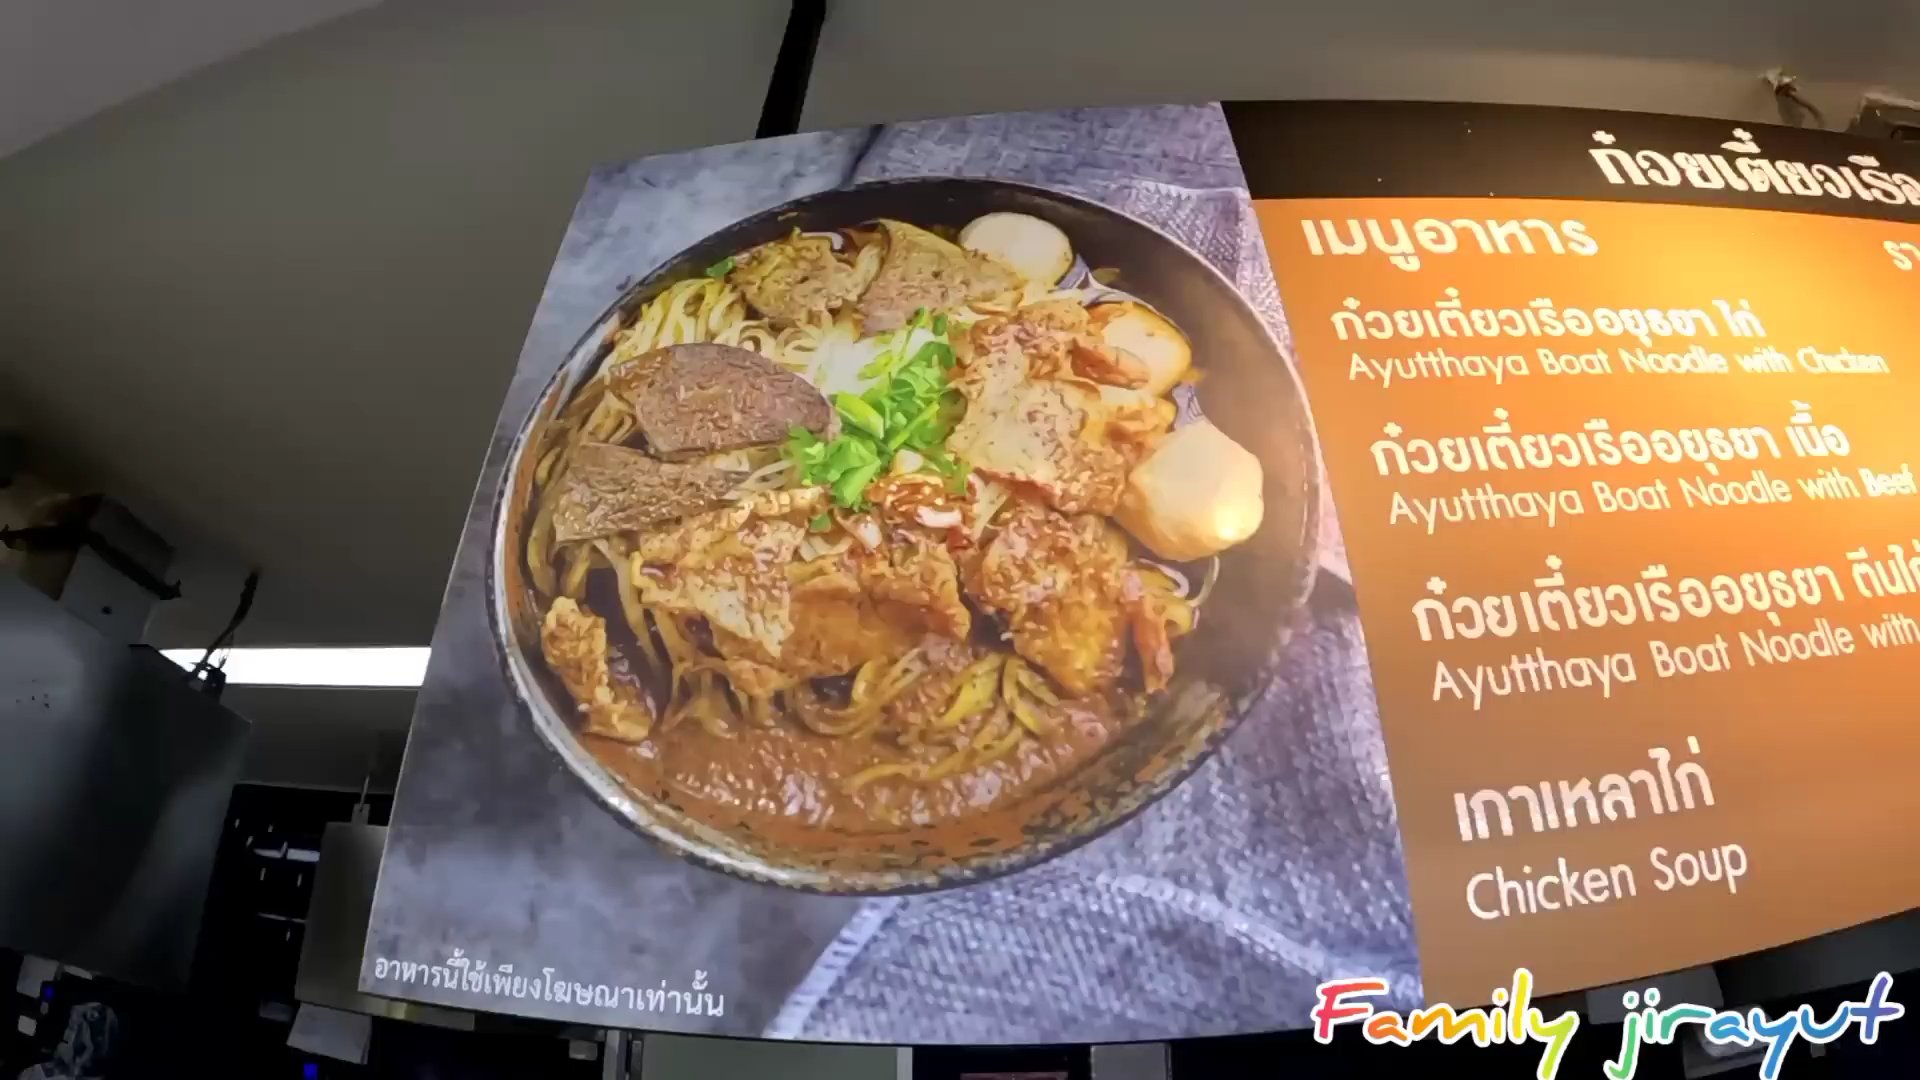 ก๋วยเตี๋ยวเรือ
เมนูอาหาร
ก๋วยเตี๋ยวเรืออยุธยา ไก่
Ayutthaya Boat Noodle with Chicken
ก๋วยเตี๋ยวเรืออยุธยา เนื้อ
Ayutthaya Boat Noodle with Beef
ก๋วยเตี๋ยวเรืออยุธยา ตีนไก่
Ayutthaya Boat Noodle with
เกาเหลาไก่
Chicken Soup
อาหารนี้ใช้เพียงโฆษณาเท่านั้น
Family jirayut